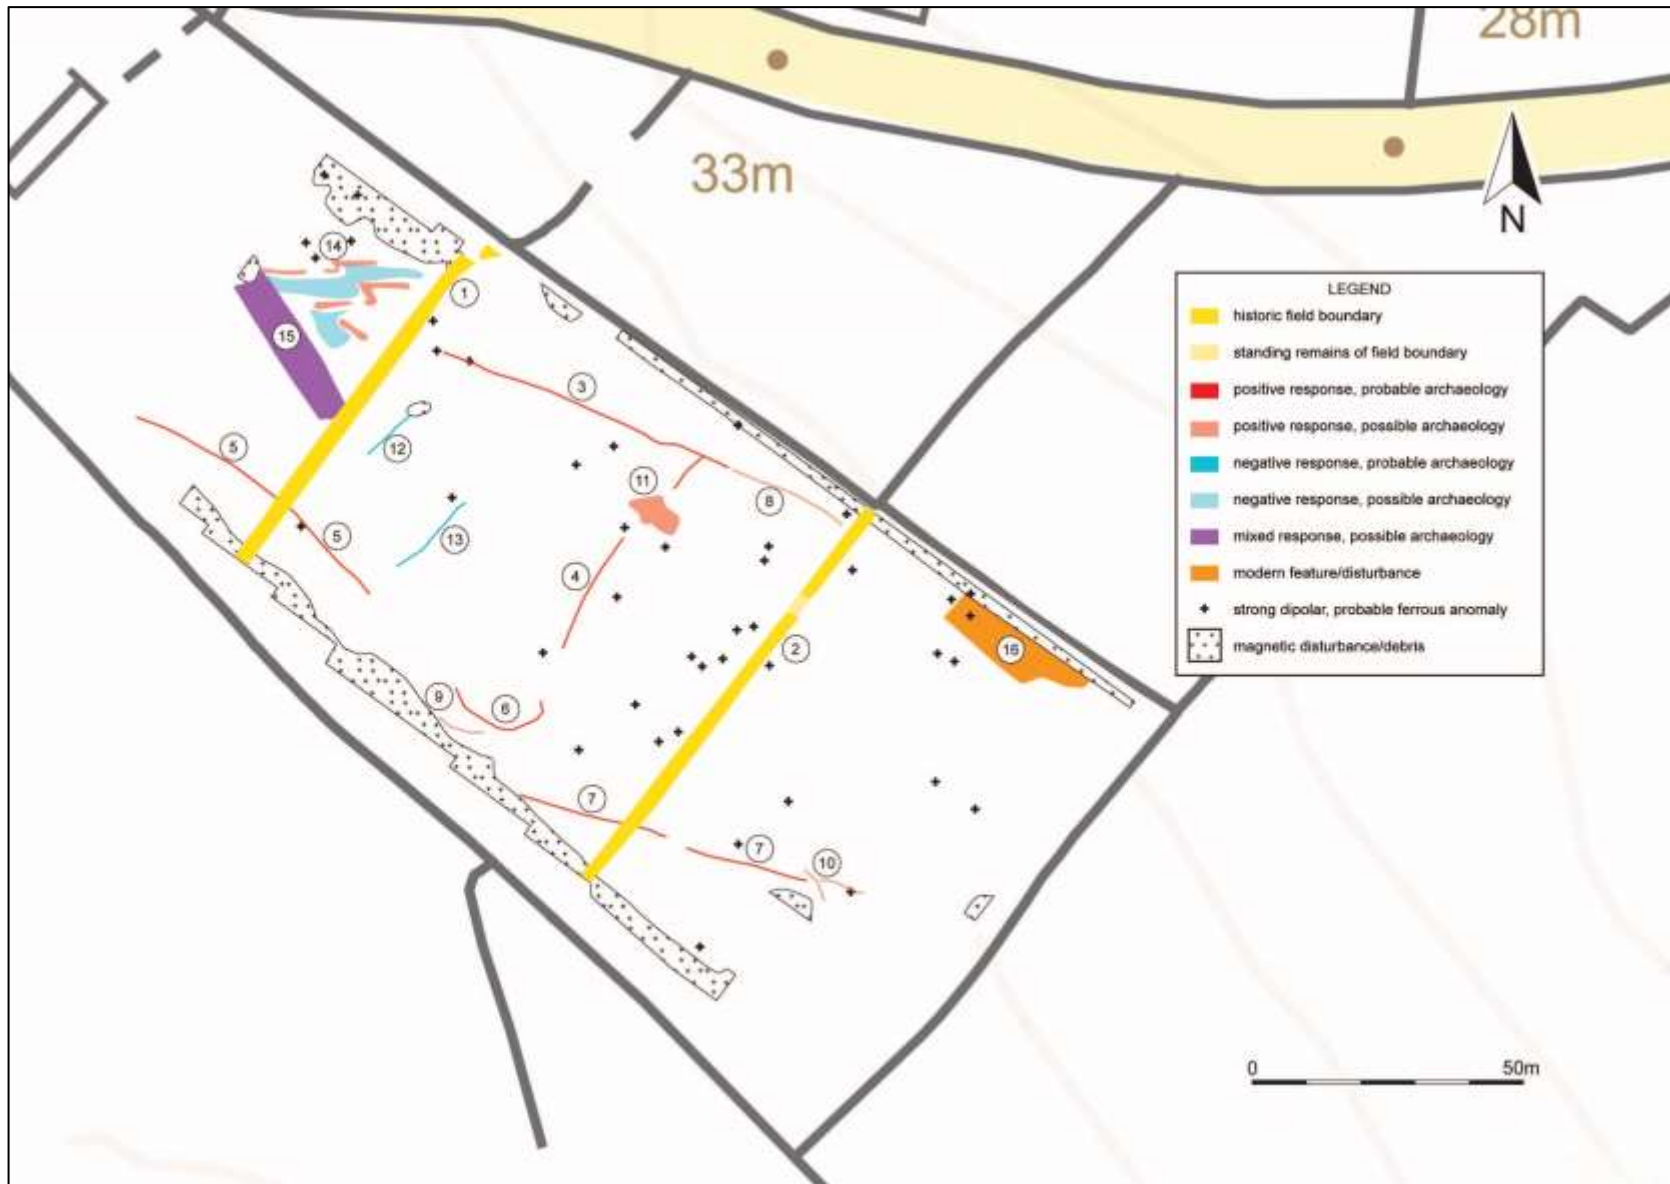 28m
33m
N
14
1
15
3
5
12
11
8
5
13
4
2
16
9
6
7
7
10
LEGEND
historic field boundary
standing remains of field boundary
positive response, probable archaeology
positive response, possible archaeology
negative response, probable archaeology
negative response, possible archaeology
mixed response, possible archaeology
modern feature/disturbance
strong dipolar, probable ferrous anomaly
magnetic disturbance/debris
0 50m